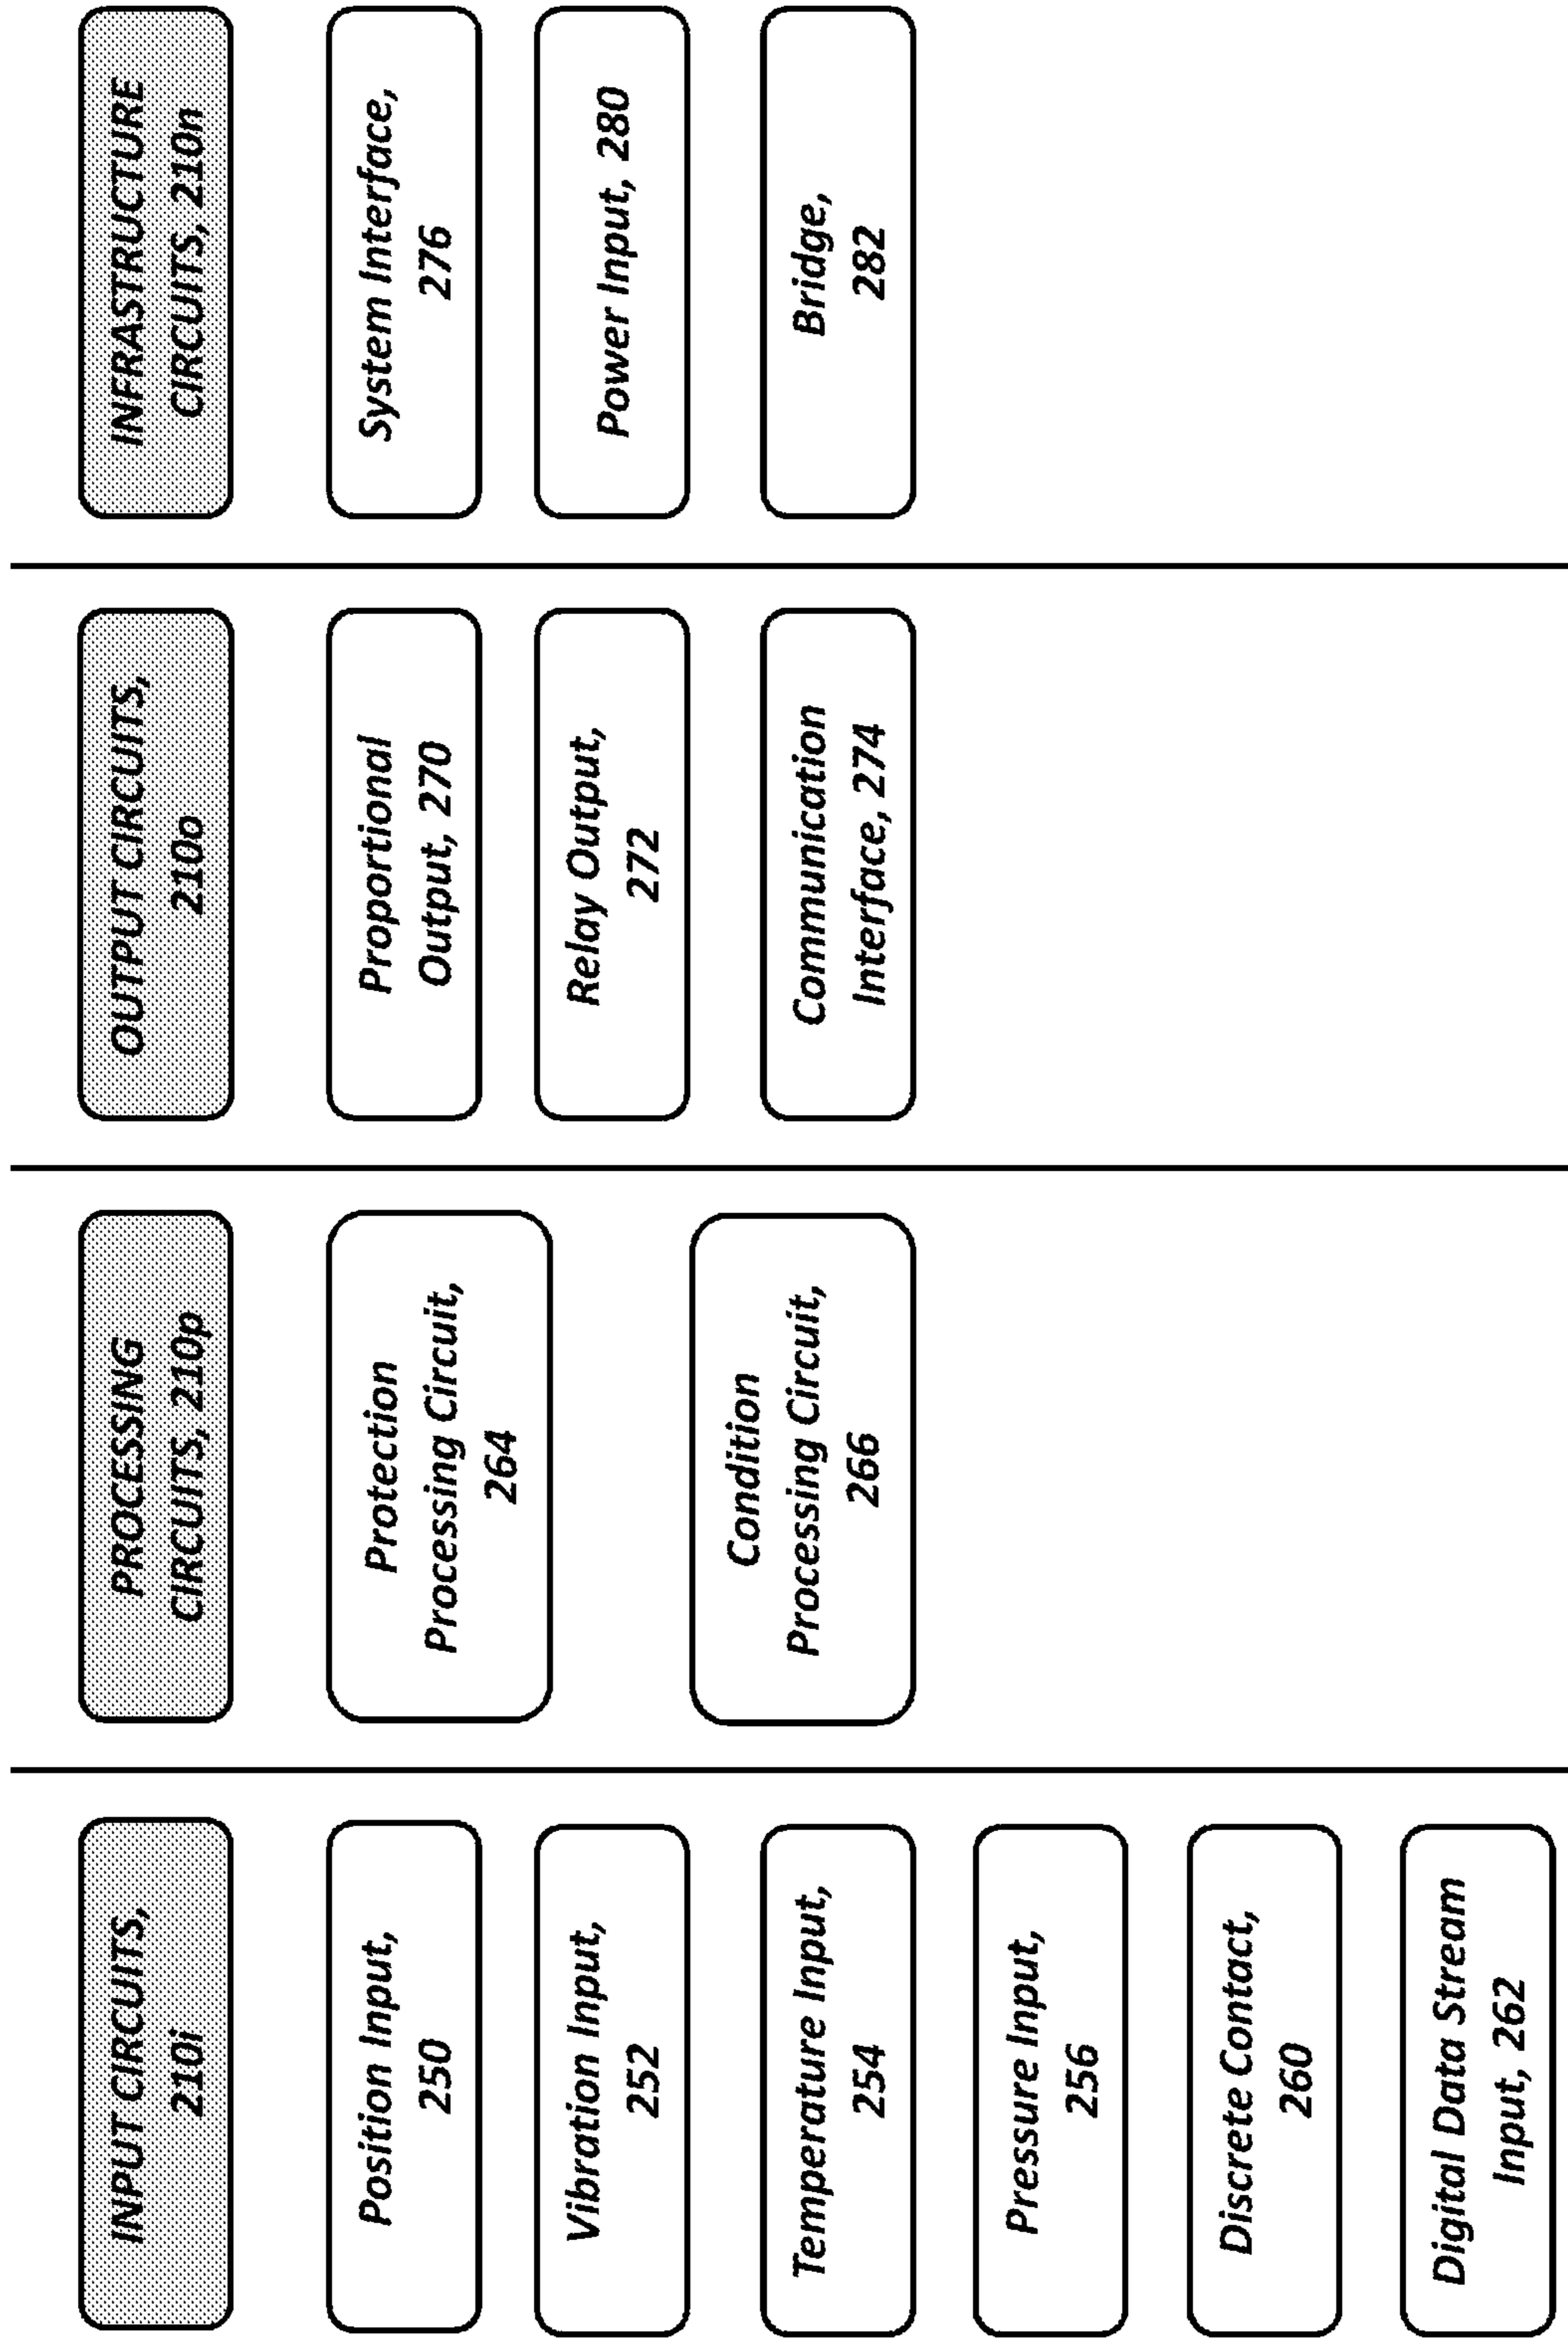 INPUT CIRCUITS,
210i
Position Input,
250
Vibration Input,
252
Temperature Input,
254
Pressure Input,
256
Discrete Contact,
260
Digital Data Stream
Input, 262
PROCESSING
CIRCUITS, 210p
Protection
Processing Circuit,
264
Condition
Processing Circuit,
266
OUTPUT CIRCUITS,
210o
Proportional
Output, 270
Relay Output,
272
Communication
Interface, 274
INFRASTRUCTURE
CIRCUITS, 210n
System Interface,
276
Power Input, 280
Bridge,
282